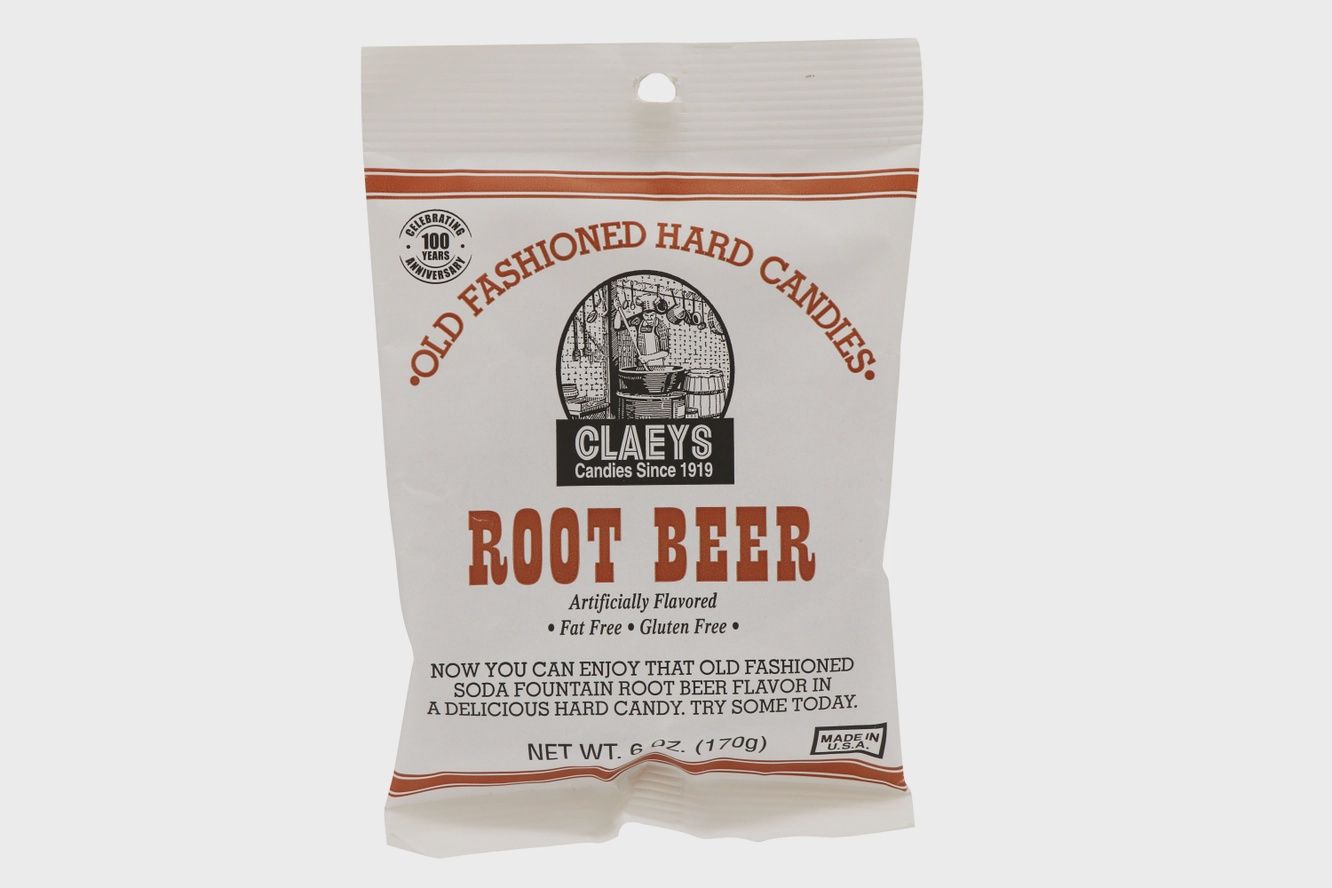 CELEBRATING
100
YEARS
ANNIVERSARY
•OLD FASHIONED HARD CANDIES•
CLAEYS
Candies Since 1919
ROOT BEER
Artificially Flavored
• Fat Free • Gluten Free •
NOW YOU CAN ENJOY THAT OLD FASHIONED
SODA FOUNTAIN ROOT BEER FLAVOR IN
A DELICIOUS HARD CANDY. TRY SOME TODAY.
NET WT. 6 OZ. (170g)
MADE IN
U.S.A.